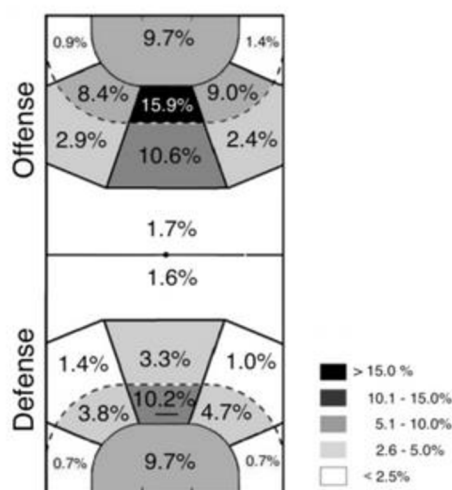 0.9% 9.7% 1.4%
8.4% 15.9% 9.0%
2.9% 10.6% 2.4%
Offense
1.7%
1.6%
1.4% 3.3% 1.0%
Defense
3.8% 10.2% 4.7%
0.7% 9.7% 0.7%
> 15.0 %
10.1 - 15.0%
5.1 - 10.0%
2.6 - 5.0%
< 2.5%